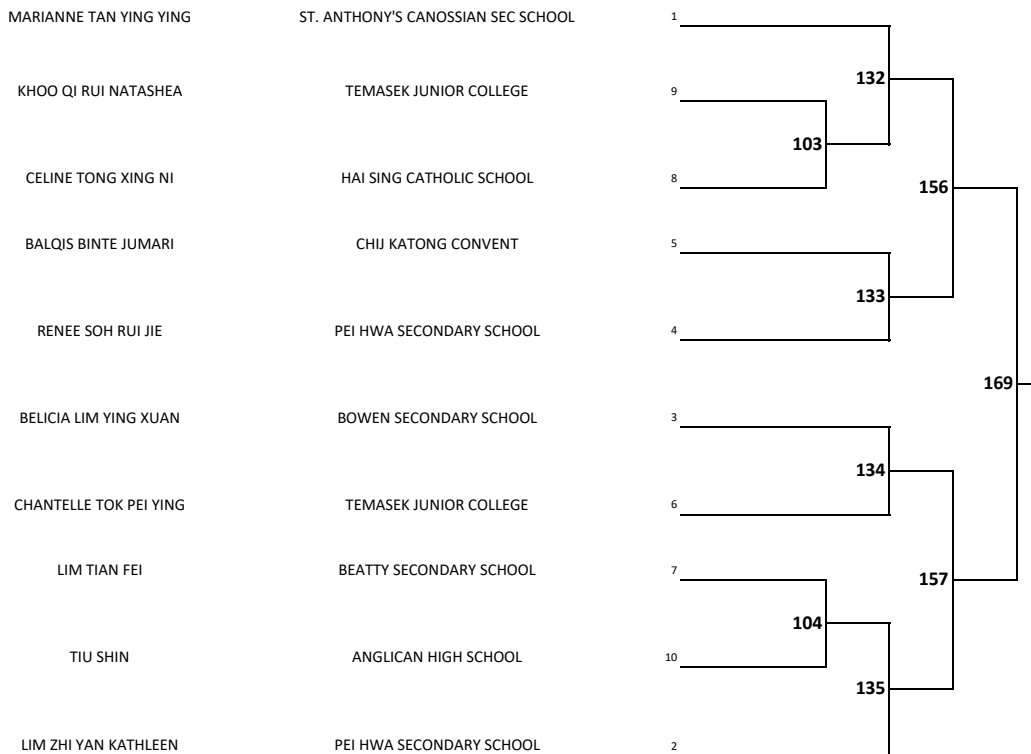 MARIANNE TAN YING YING ST. ANTHONY'S CANOSSIAN SEC SCHOOL 1
132
KHOO QI RUI NATASHEA TEMASEK JUNIOR COLLEGE 9
103
CELINE TONG XING NI HAI SING CATHOLIC SCHOOL 8
156
BALQIS BINTE JUMARI CHIJ KATONG CONVENT 5
133
RENEE SOH RUI JIE PEI HWA SECONDARY SCHOOL 4
169
BELICIA LIM YING XUAN BOWEN SECONDARY SCHOOL 3
134
CHANTELLE TOK PEI YING TEMASEK JUNIOR COLLEGE 6
LIM TIAN FEI BEATTY SECONDARY SCHOOL 7
157
104
TIU SHIN ANGLICAN HIGH SCHOOL 10
135
LIM ZHI YAN KATHLEEN PEI HWA SECONDARY SCHOOL 2